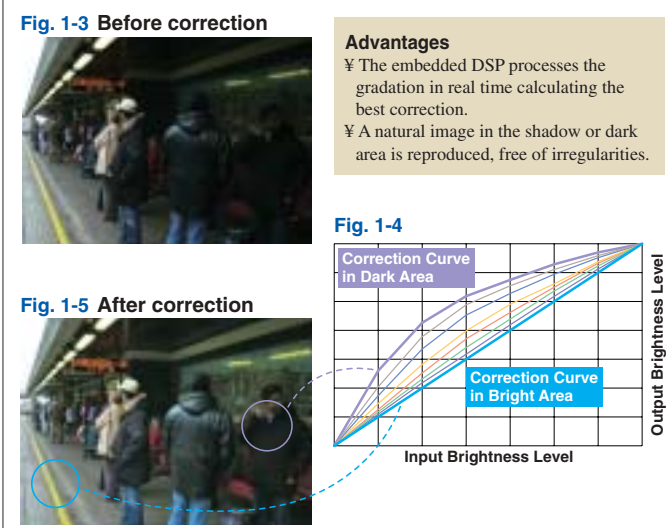 Fig. 1-3 Before correction
Advantages
¥ The embedded DSP processes the
gradation in real time calculating the
best correction.
¥ A natural image in the shadow or dark
area is reproduced, free of irregularities.
Fig. 1-4
Correction Curve
in Dark Area
Correction Curve
in Bright Area
Output Brightness Level
Input Brightness Level
Fig. 1-5 After correction